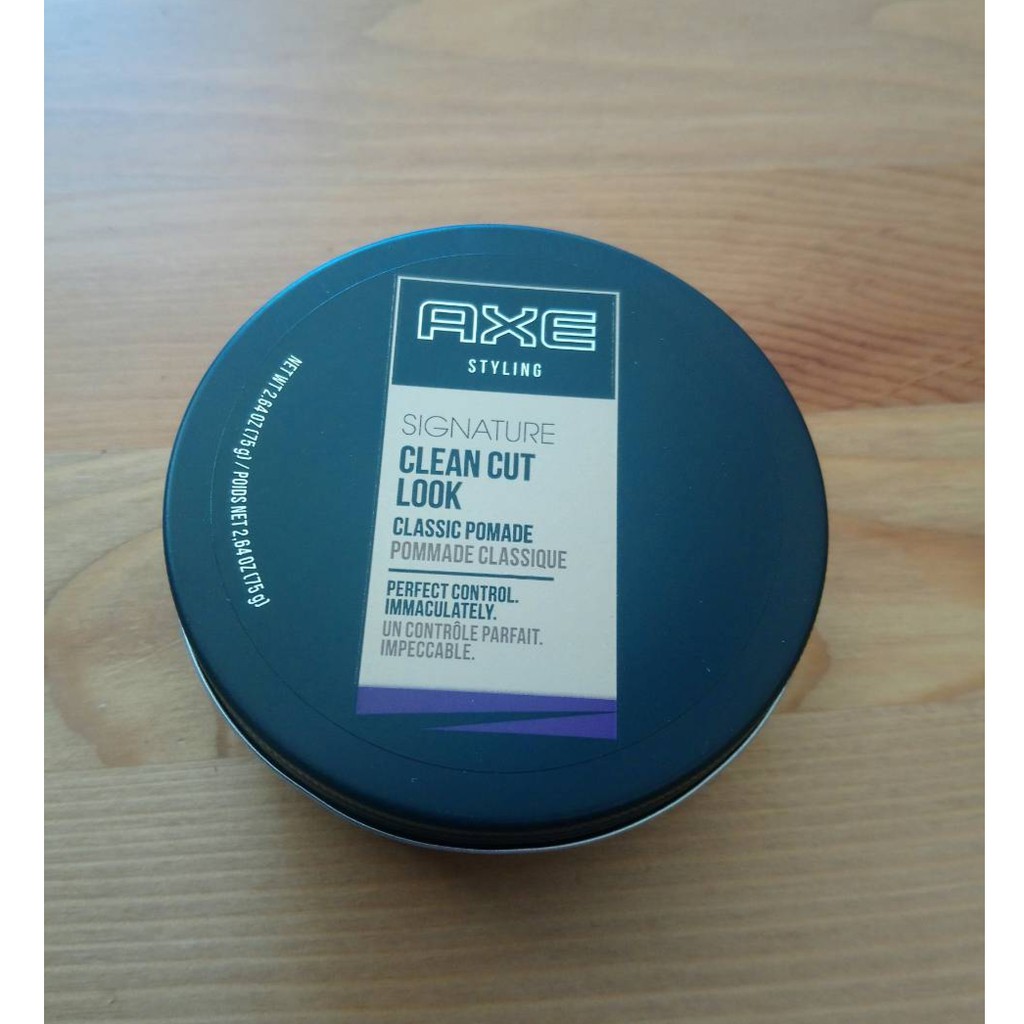 AXE
STYLING
SIGNATURE
CLEAN CUT
LOOK
CLASSIC POMADE
POMMADE CLASSIQUE
PERFECT CONTROL.
IMMACULATELY.
UN CONTRÔLE PARFAIT.
IMPECCABLE.
NET WT 2.64 OZ (75 g) / POIDS NET 2.64 OZ (75 g)